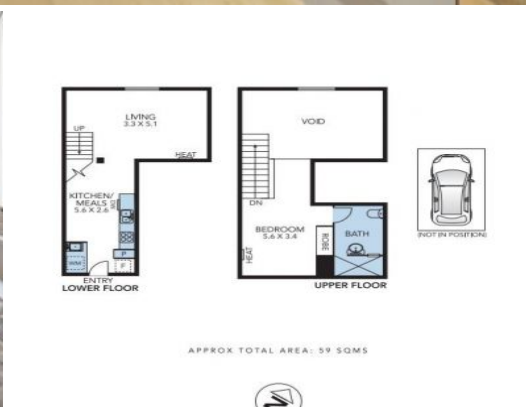 LIVING
3.3 X 5.1
UP
HEAT
KITCHEN/
MEALS
5.6 X 2.6
WM
P
F
ENTRY
LOWER FLOOR
VOID
DN
BEDROOM
5.6 X 3.4
HEAT
ROBE
BATH
UPPER FLOOR
(NOT IN POSITION)
APPROX TOTAL AREA: 59 SQMS
N